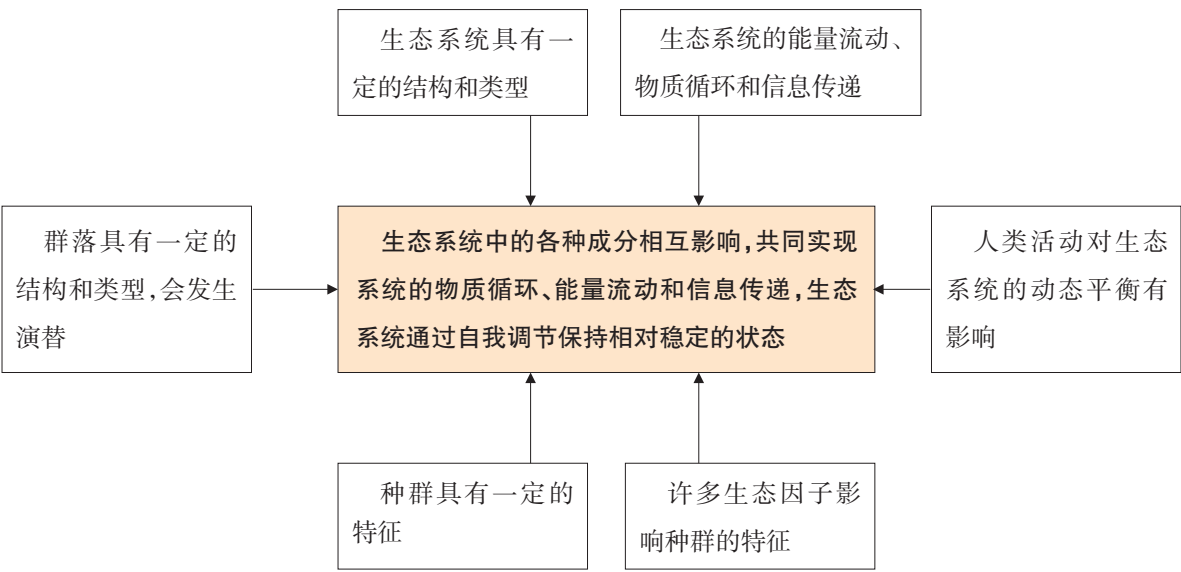 生态系统具有一
定的结构和类型
生态系统的能量流动、
物质循环和信息传递
群落具有一定的
结构和类型,会发生
演替
生态系统中的各种成分相互影响,共同实现
系统的物质循环、能量流动和信息传递,生态
系统通过自我调节保持相对稳定的状态
人类活动对生态
系统的动态平衡有
影响
种群具有一定的
特征
许多生态因子影
响种群的特征